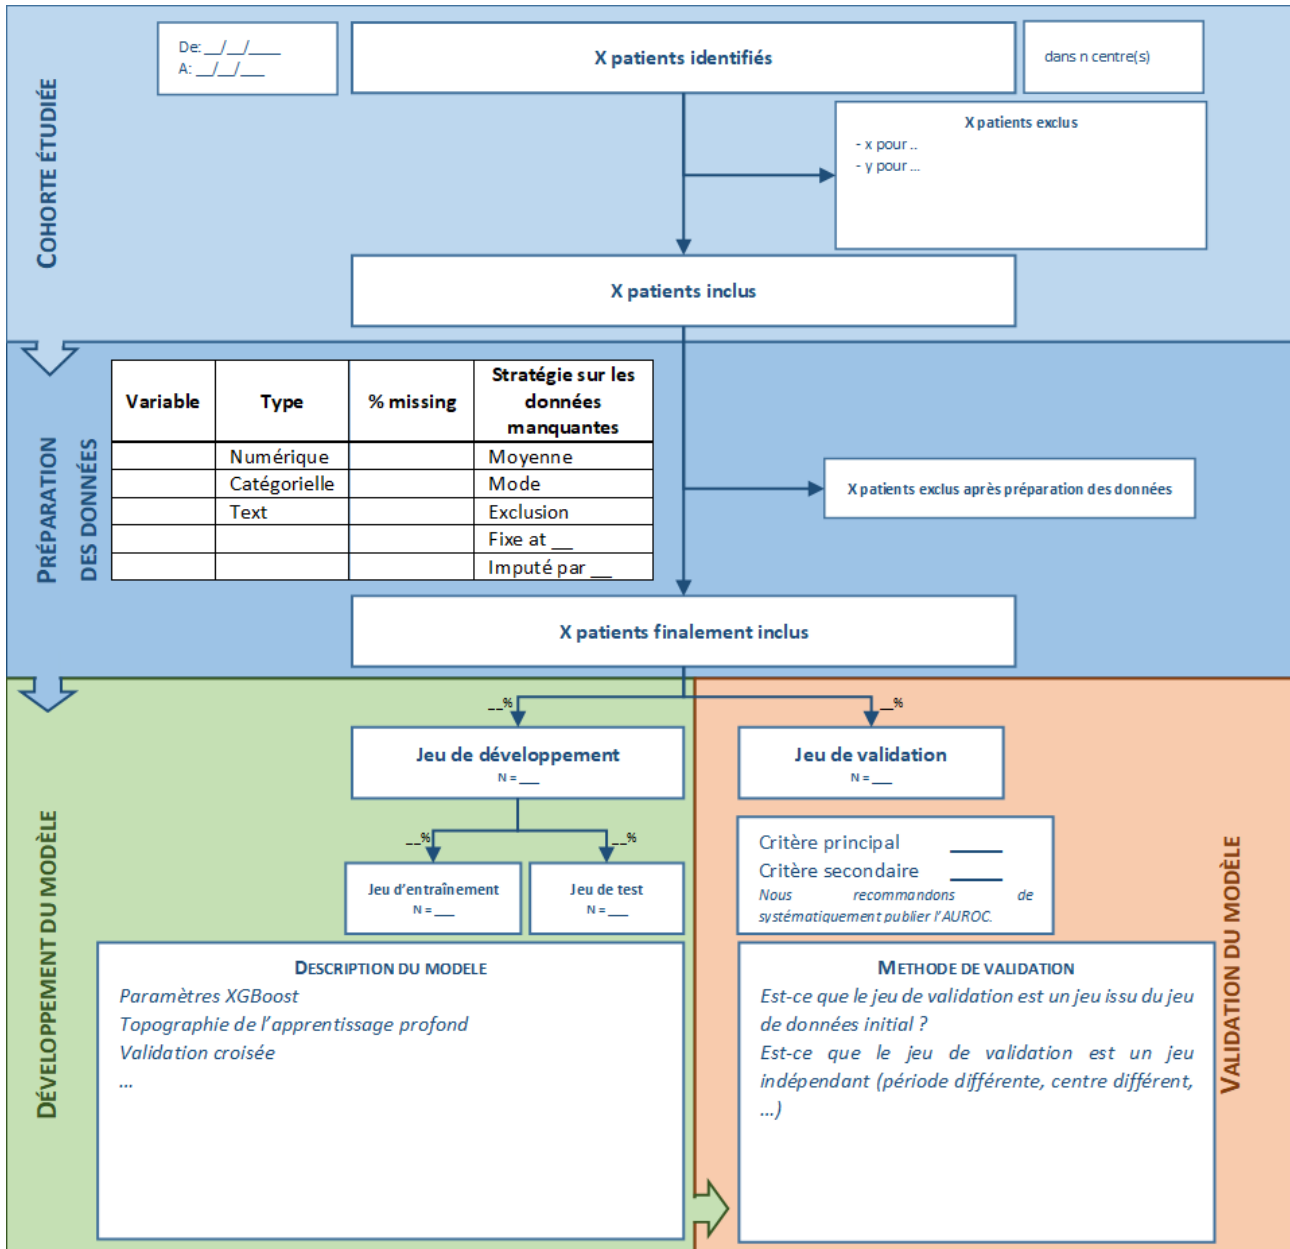 COHORTE ÉTUDIÉE
De: __/__/____
A: __/__/___
X patients identifiés
dans n centre(s)
X patients exclus
- x pour ..
- y pour ...
X patients inclus
PRÉPARATION
DES DONNÉES
Variable Type % missing Stratégie sur les
données
manquantes
Numérique Moyenne
Catégorielle Mode
Text Exclusion
Fixe at __
Imputé par __
X patients exclus après préparation des données
X patients finalement inclus
DÉVELOPPEMENT DU MODÈLE
__% __%
Jeu de développement
N = ___
Jeu de validation
N = ___
__% __%
Jeu d'entraînement
N = ___
Jeu de test
N = ___
DESCRIPTION DU MODELE
Paramètres XGBoost
Topographie de l'apprentissage profond
Validation croisée
...
VALIDATION DU MODÈLE
Critère principal ____
Critère secondaire ____
Nous recommandons de
systématiquement publier l'AUROC.
METHODE DE VALIDATION
Est-ce que le jeu de validation est un jeu issu du jeu
de données initial ?
Est-ce que le jeu de validation est un jeu
indépendant (période différente, centre différent,
...)